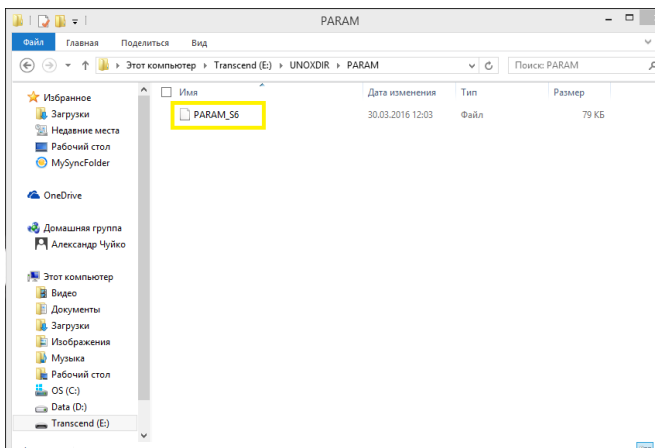 PARAM
Файл Главная Поделиться Вид
Этот компьютер Transcend (E:) UNOXDIR PARAM Поиск: PARAM
Имя Дата изменения Тип Размер
PARAM_S6 30.03.2016 12:03 Файл 79 КБ
Избранное
Загрузки
Недавние места
Рабочий стол
MySyncFolder
OneDrive
Домашняя группа
Александр Чуйко
Этот компьютер
Видео
Документы
Загрузки
Изображения
Музыка
Рабочий стол
OS (C:)
Data (D:)
Transcend (E:)